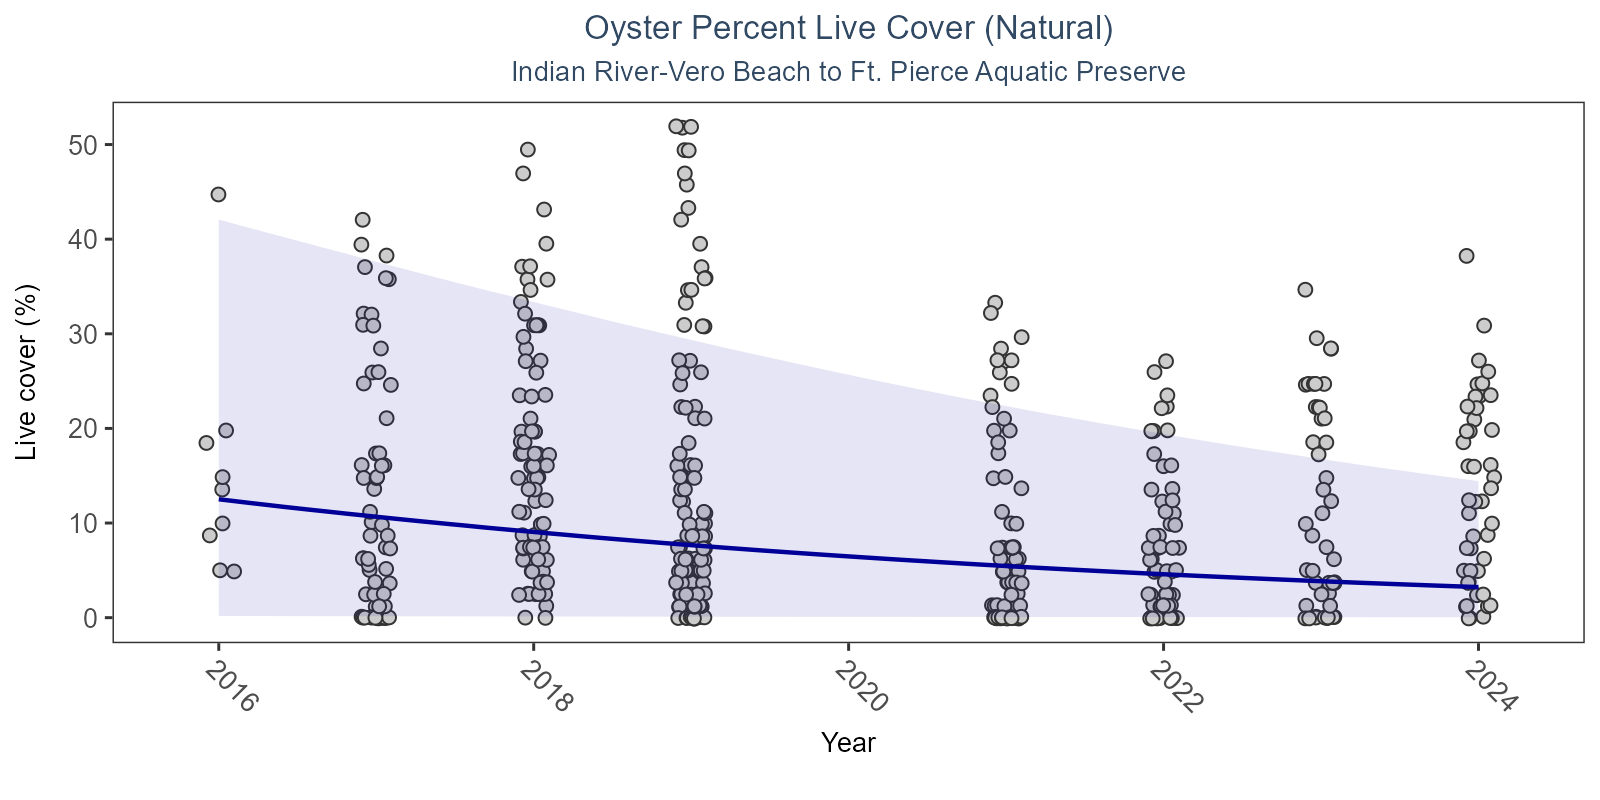 Oyster Percent Live Cover (Natural)
Indian River-Vero Beach to Ft. Pierce Aquatic Preserve
Live cover (%)
50
40
30
20
10
0
2016
2018
2020
2022
2024
Year